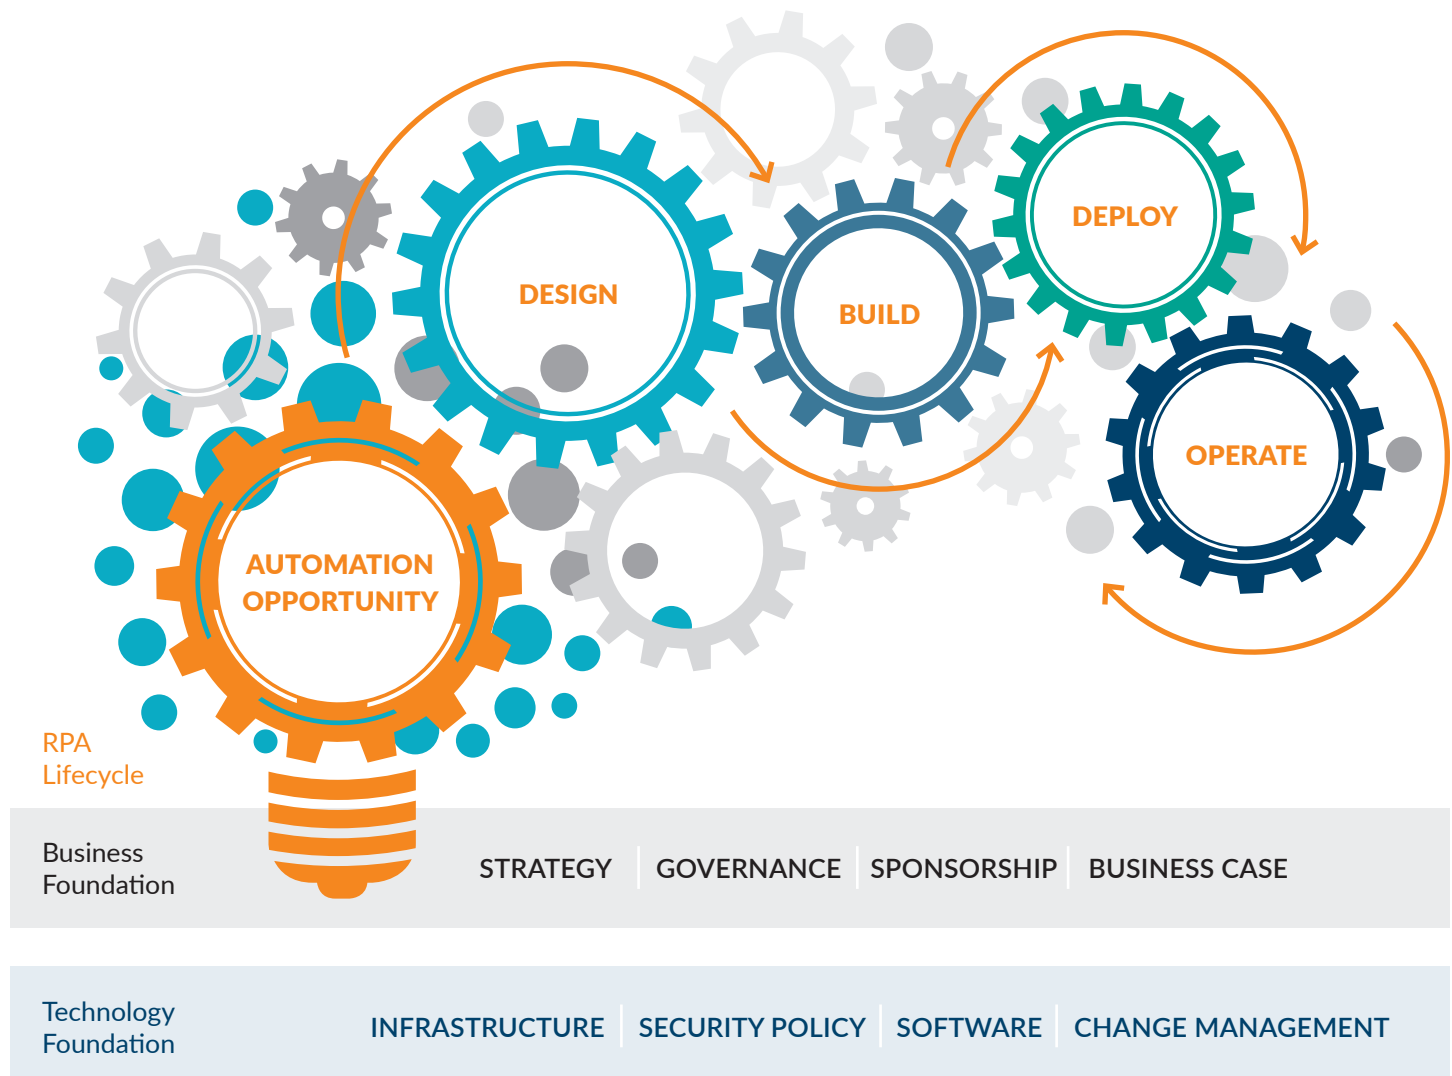 DESIGN
BUILD
DEPLOY
OPERATE
AUTOMATION
OPPORTUNITY
RPA
Lifecycle
Business
Foundation
STRATEGY GOVERNANCE SPONSORSHIP BUSINESS CASE
Technology
Foundation
INFRASTRUCTURE SECURITY POLICY SOFTWARE CHANGE MANAGEMENT